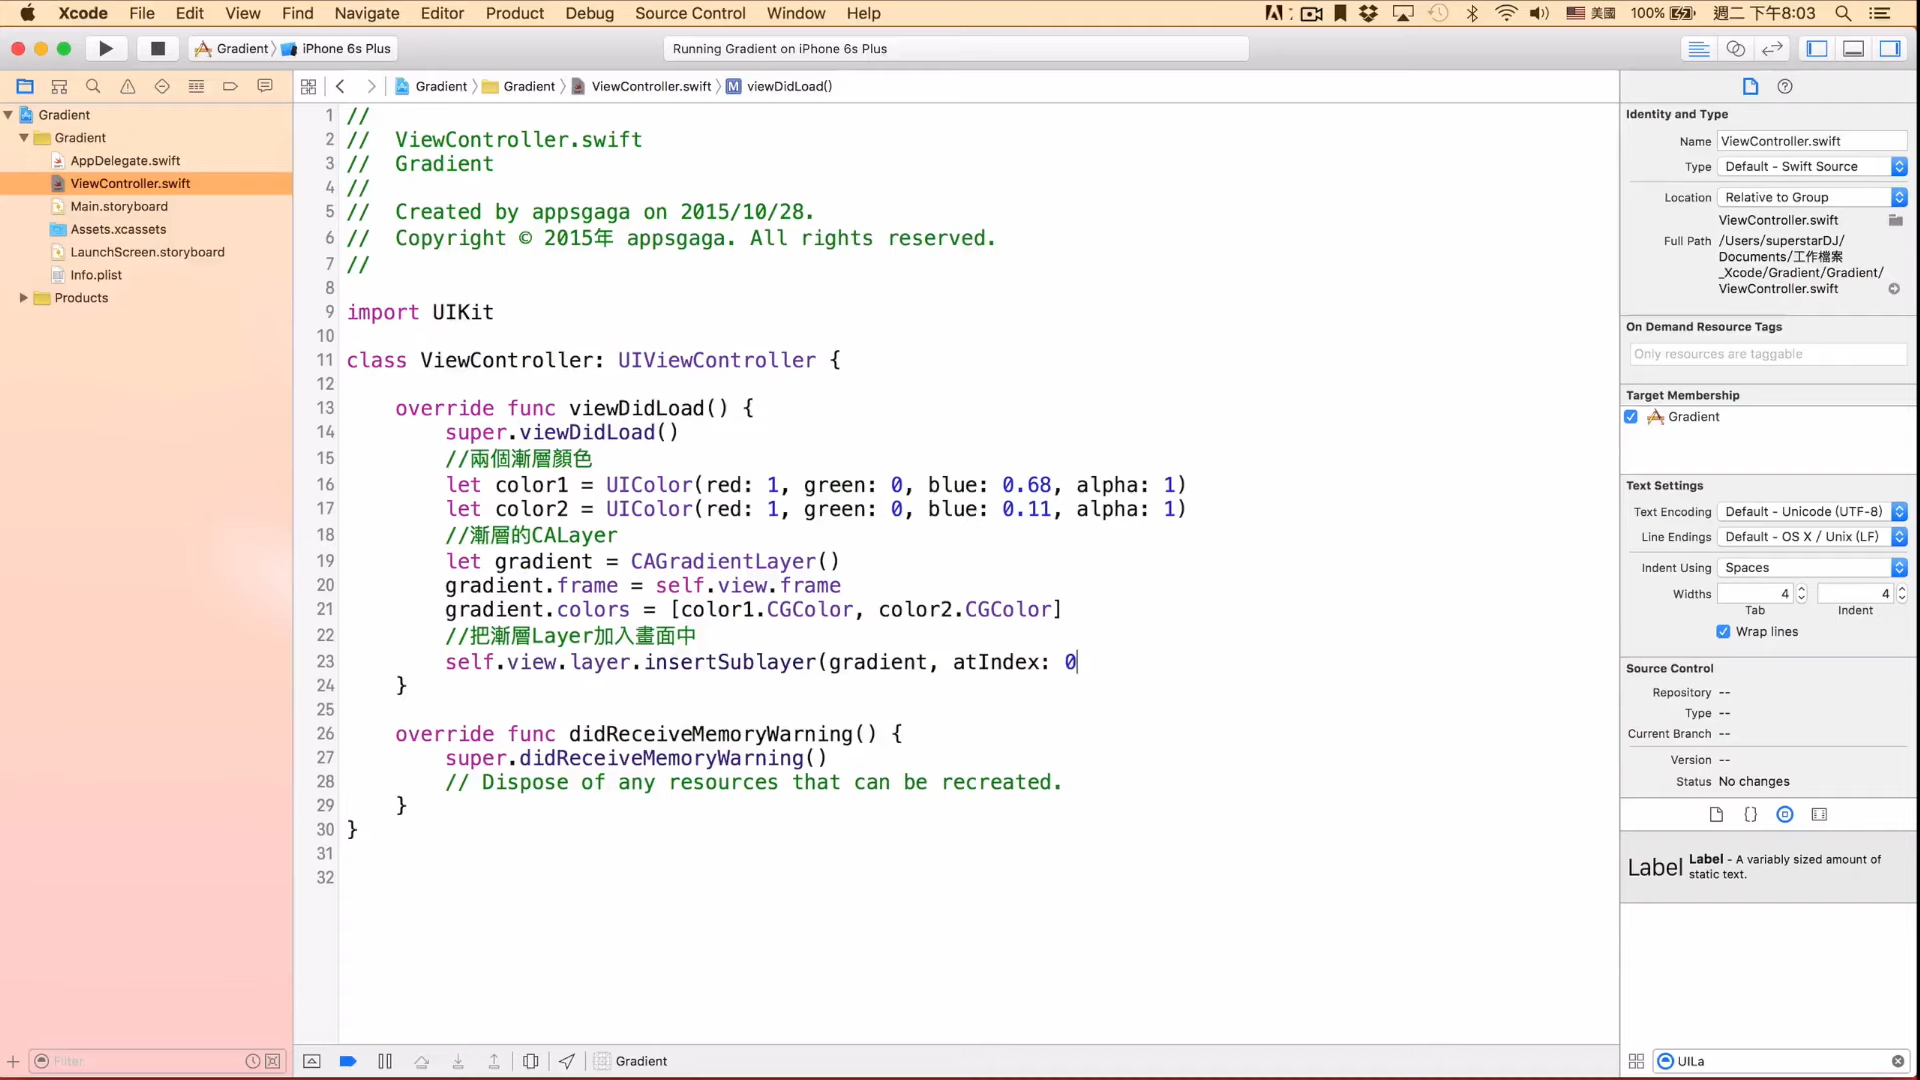 Xcode File Edit View Find Navigate Editor Product Debug Source Control Window Help 美國 100% 週二 下午8:03
Gradient iPhone 6s Plus Running Gradient on iPhone 6s Plus
Gradient Gradient ViewController.swift M viewDidLoad()
Gradient
Gradient
AppDelegate.swift
ViewController.swift
Main.storyboard
Assets.xcassets
LaunchScreen.storyboard
Info.plist
Products
1 //
2 // ViewController.swift
3 // Gradient
4 //
5 // Created by appsgaga on 2015/10/28.
6 // Copyright © 2015年 appsgaga. All rights reserved.
7 //
8
9 import UIKit
10
11 class ViewController: UIViewController {
12
13 override func viewDidLoad() {
14 super.viewDidLoad()
15 //兩個漸層顏色
16 let color1 = UIColor(red: 1, green: 0, blue: 0.68, alpha: 1)
17 let color2 = UIColor(red: 1, green: 0, blue: 0.11, alpha: 1)
18 //漸層的CALayer
19 let gradient = CAGradientLayer()
20 gradient.frame = self.view.frame
21 gradient.colors = [color1.CGColor, color2.CGColor]
22 //把漸層Layer加入畫面中
23 self.view.layer.insertSublayer(gradient, atIndex: 0
24 }
25
26 override func didReceiveMemoryWarning() {
27 super.didReceiveMemoryWarning()
28 // Dispose of any resources that can be recreated.
29 }
30 }
31
32
Identity and Type
Name ViewController.swift
Type Default - Swift Source
Location Relative to Group
ViewController.swift
Full Path /Users/superstarDJ/
Documents/工作檔案
_Xcode/Gradient/Gradient/
ViewController.swift
On Demand Resource Tags
Only resources are taggable
Target Membership
Gradient
Text Settings
Text Encoding Default - Unicode (UTF-8)
Line Endings Default - OS X / Unix (LF)
Indent Using Spaces
Widths 4 4
Tab Indent
Wrap lines
Source Control
Repository --
Type --
Current Branch --
Version --
Status No changes
Label Label - A variably sized amount of
static text.
Filter
Gradient
UILa